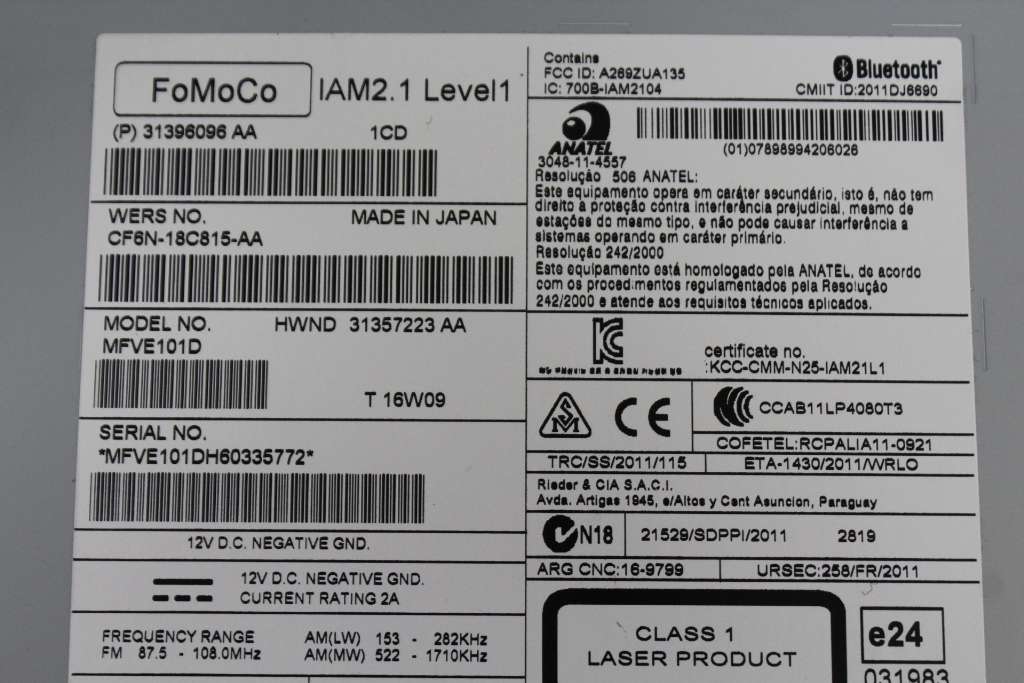 FoMoCo IAM2.1 Level1
(P) 31396096 AA 1CD
WERS NO. MADE IN JAPAN
CF6N-18C815-AA
MODEL NO. HWND 31357223 AA
MFVE101D
T 16W09
SERIAL NO.
*MFVE101DH60335772*
12V D.C. NEGATIVE GND.
12V D.C. NEGATIVE GND.
CURRENT RATING 2A
FREQUENCY RANGE AM(LW) 153 - 282KHz
FM 87.5 - 108.0MHz AM(MW) 522 - 1710KHz
Contains
FCC ID: A269ZUA135
IC: 700B-IAM2104
Bluetooth
CMIIT ID:2011DJ6690
ANATEL
3048-11-4557
(01)07898994206026
Resolução 506 ANATEL:
Este equipamento opera em caráter secundário, isto é, não tem
direito a proteção contra interferência prejudicial, mesmo de
estações do mesmo tipo, e não pode causar interferência a
sistemas operando em caráter primário.
Resolução 242/2000
Este equipamento está homologado pela ANATEL, de acordo
com os procedimentos regulamentados pela Resolução
242/2000 e atende aos requisitos técnicos aplicados.
certificate no.
:KCC-CMM-N25-IAM21L1
CE
CCAB11LP4080T3
COFETEL:RCPALIA11-0921
TRC/SS/2011/115 ETA-1430/2011/WRLO
Rieder & CIA S.A.C.I.
Avda. Artigas 1945, e/Altos y Cent Asuncion, Paraguay
N18 21529/SDPPI/2011 2819
ARG CNC:16-9799 URSEC:258/FR/2011
CLASS 1
LASER PRODUCT
e24
031983